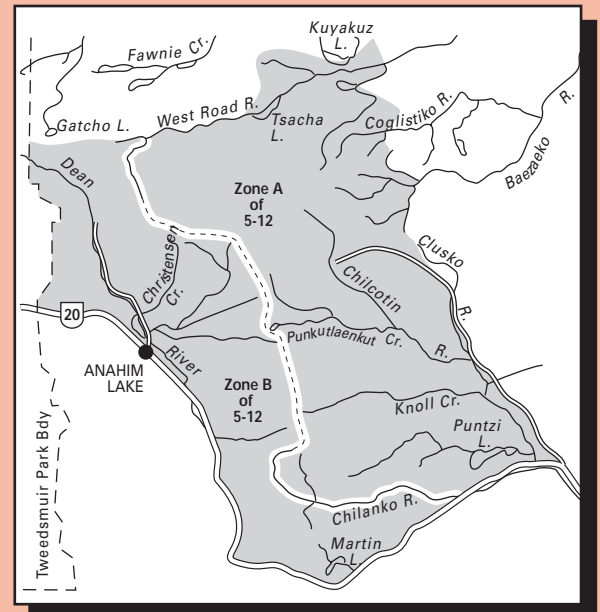 Kuyakuz
L.
Fawnie Cr.
West Road R.
Tsacha
L.
Gatcho L.
Coglistiko R.
Baezaeko R.
Dean
Zone A
of
5-12
Christensen
Cr.
Clusko
R.
Chilcotin
R.
20
Punkutlaenkut Cr.
ANAHIM
LAKE
River
Zone B
of
5-12
Knoll Cr.
Puntzi
L.
Tweedsmuir Park Bdy
Chilanko R.
Martin
L.